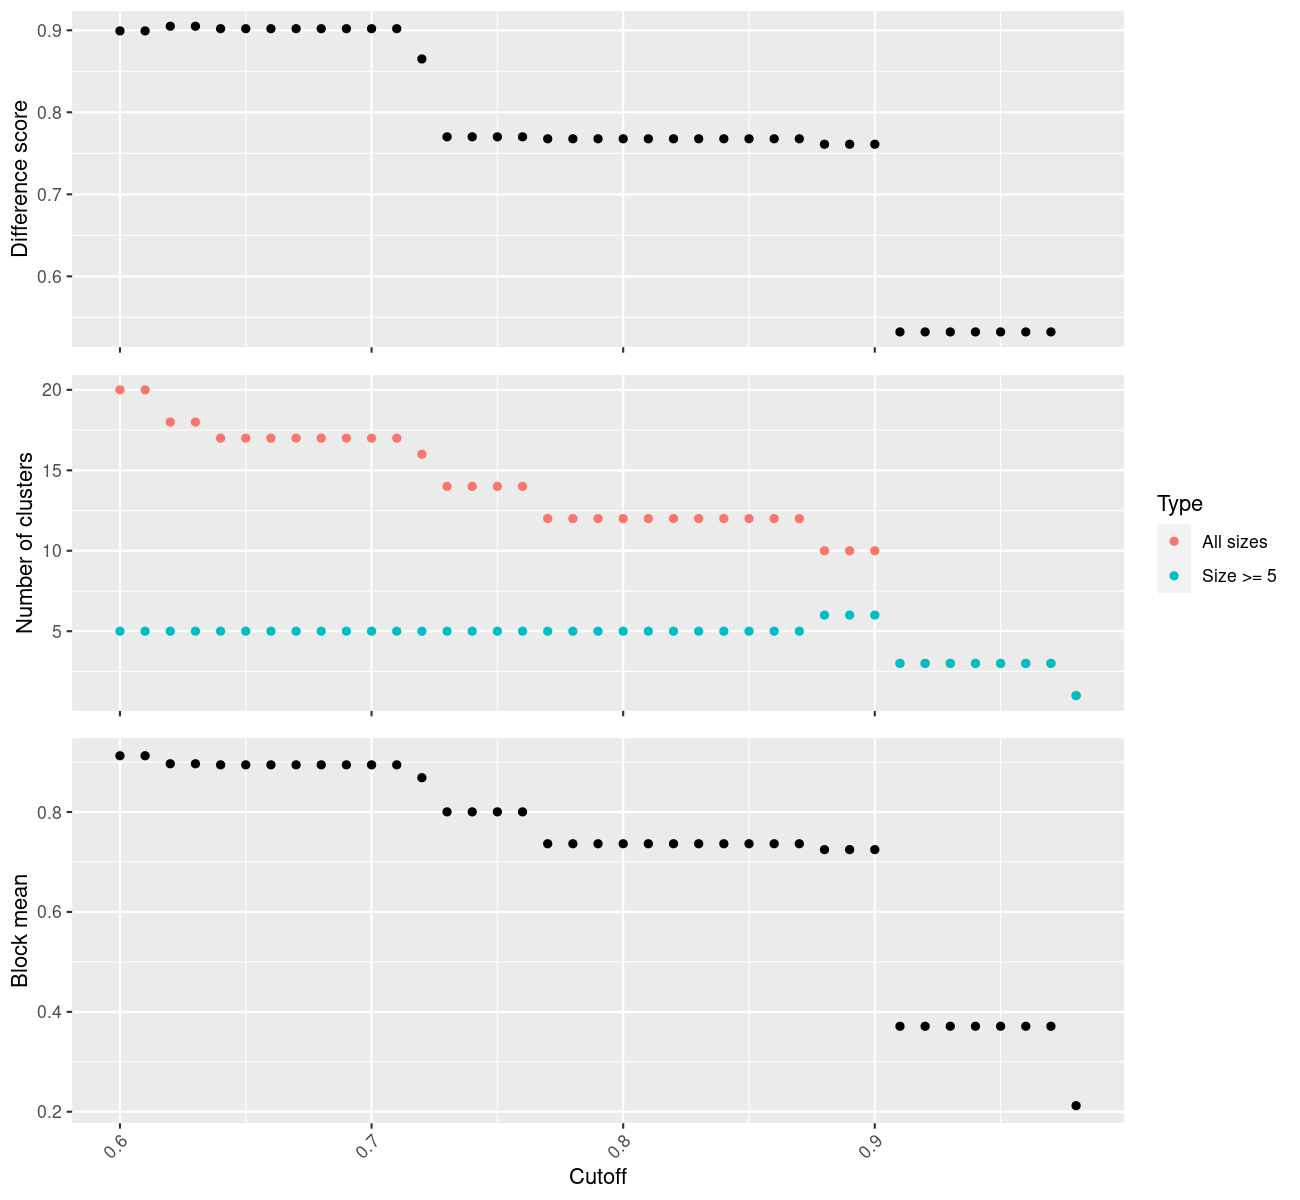 Difference score
0.9
0.8
0.7
0.6
Number of clusters
20
15
10
5
Type
All sizes
Size >= 5
Block mean
0.8
0.6
0.4
0.2
0.6
0.7
0.8
0.9
Cutoff